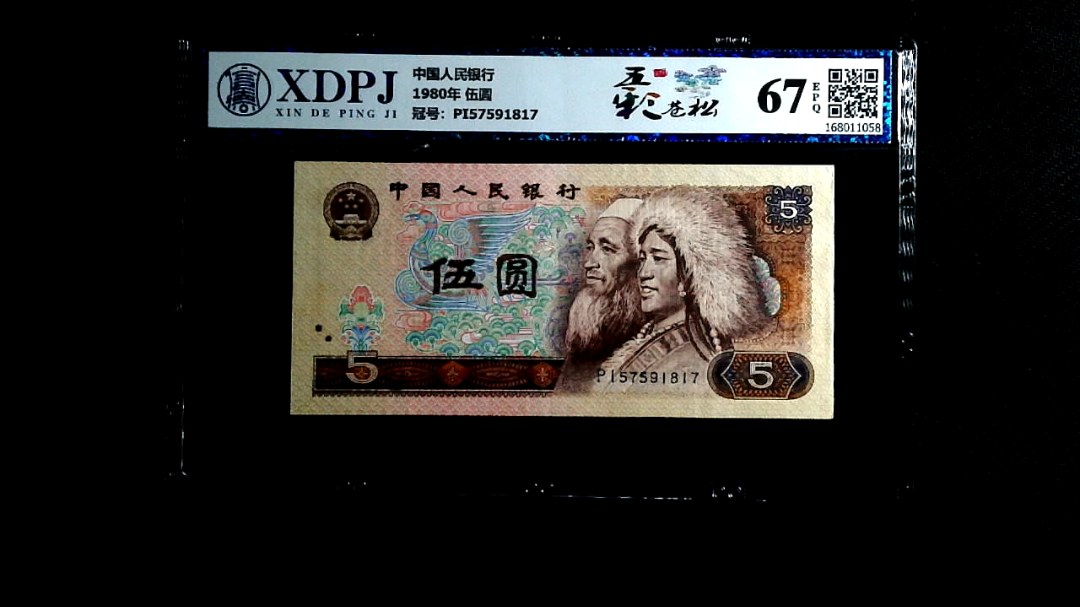 XDPJ
XIN DE PING JI
中国人民银行
1980年 伍圆
冠号：PI57591817
五彩苍松
67
EPQ
168011058
中国人民银行
5
伍圆
5
PI57591817
5